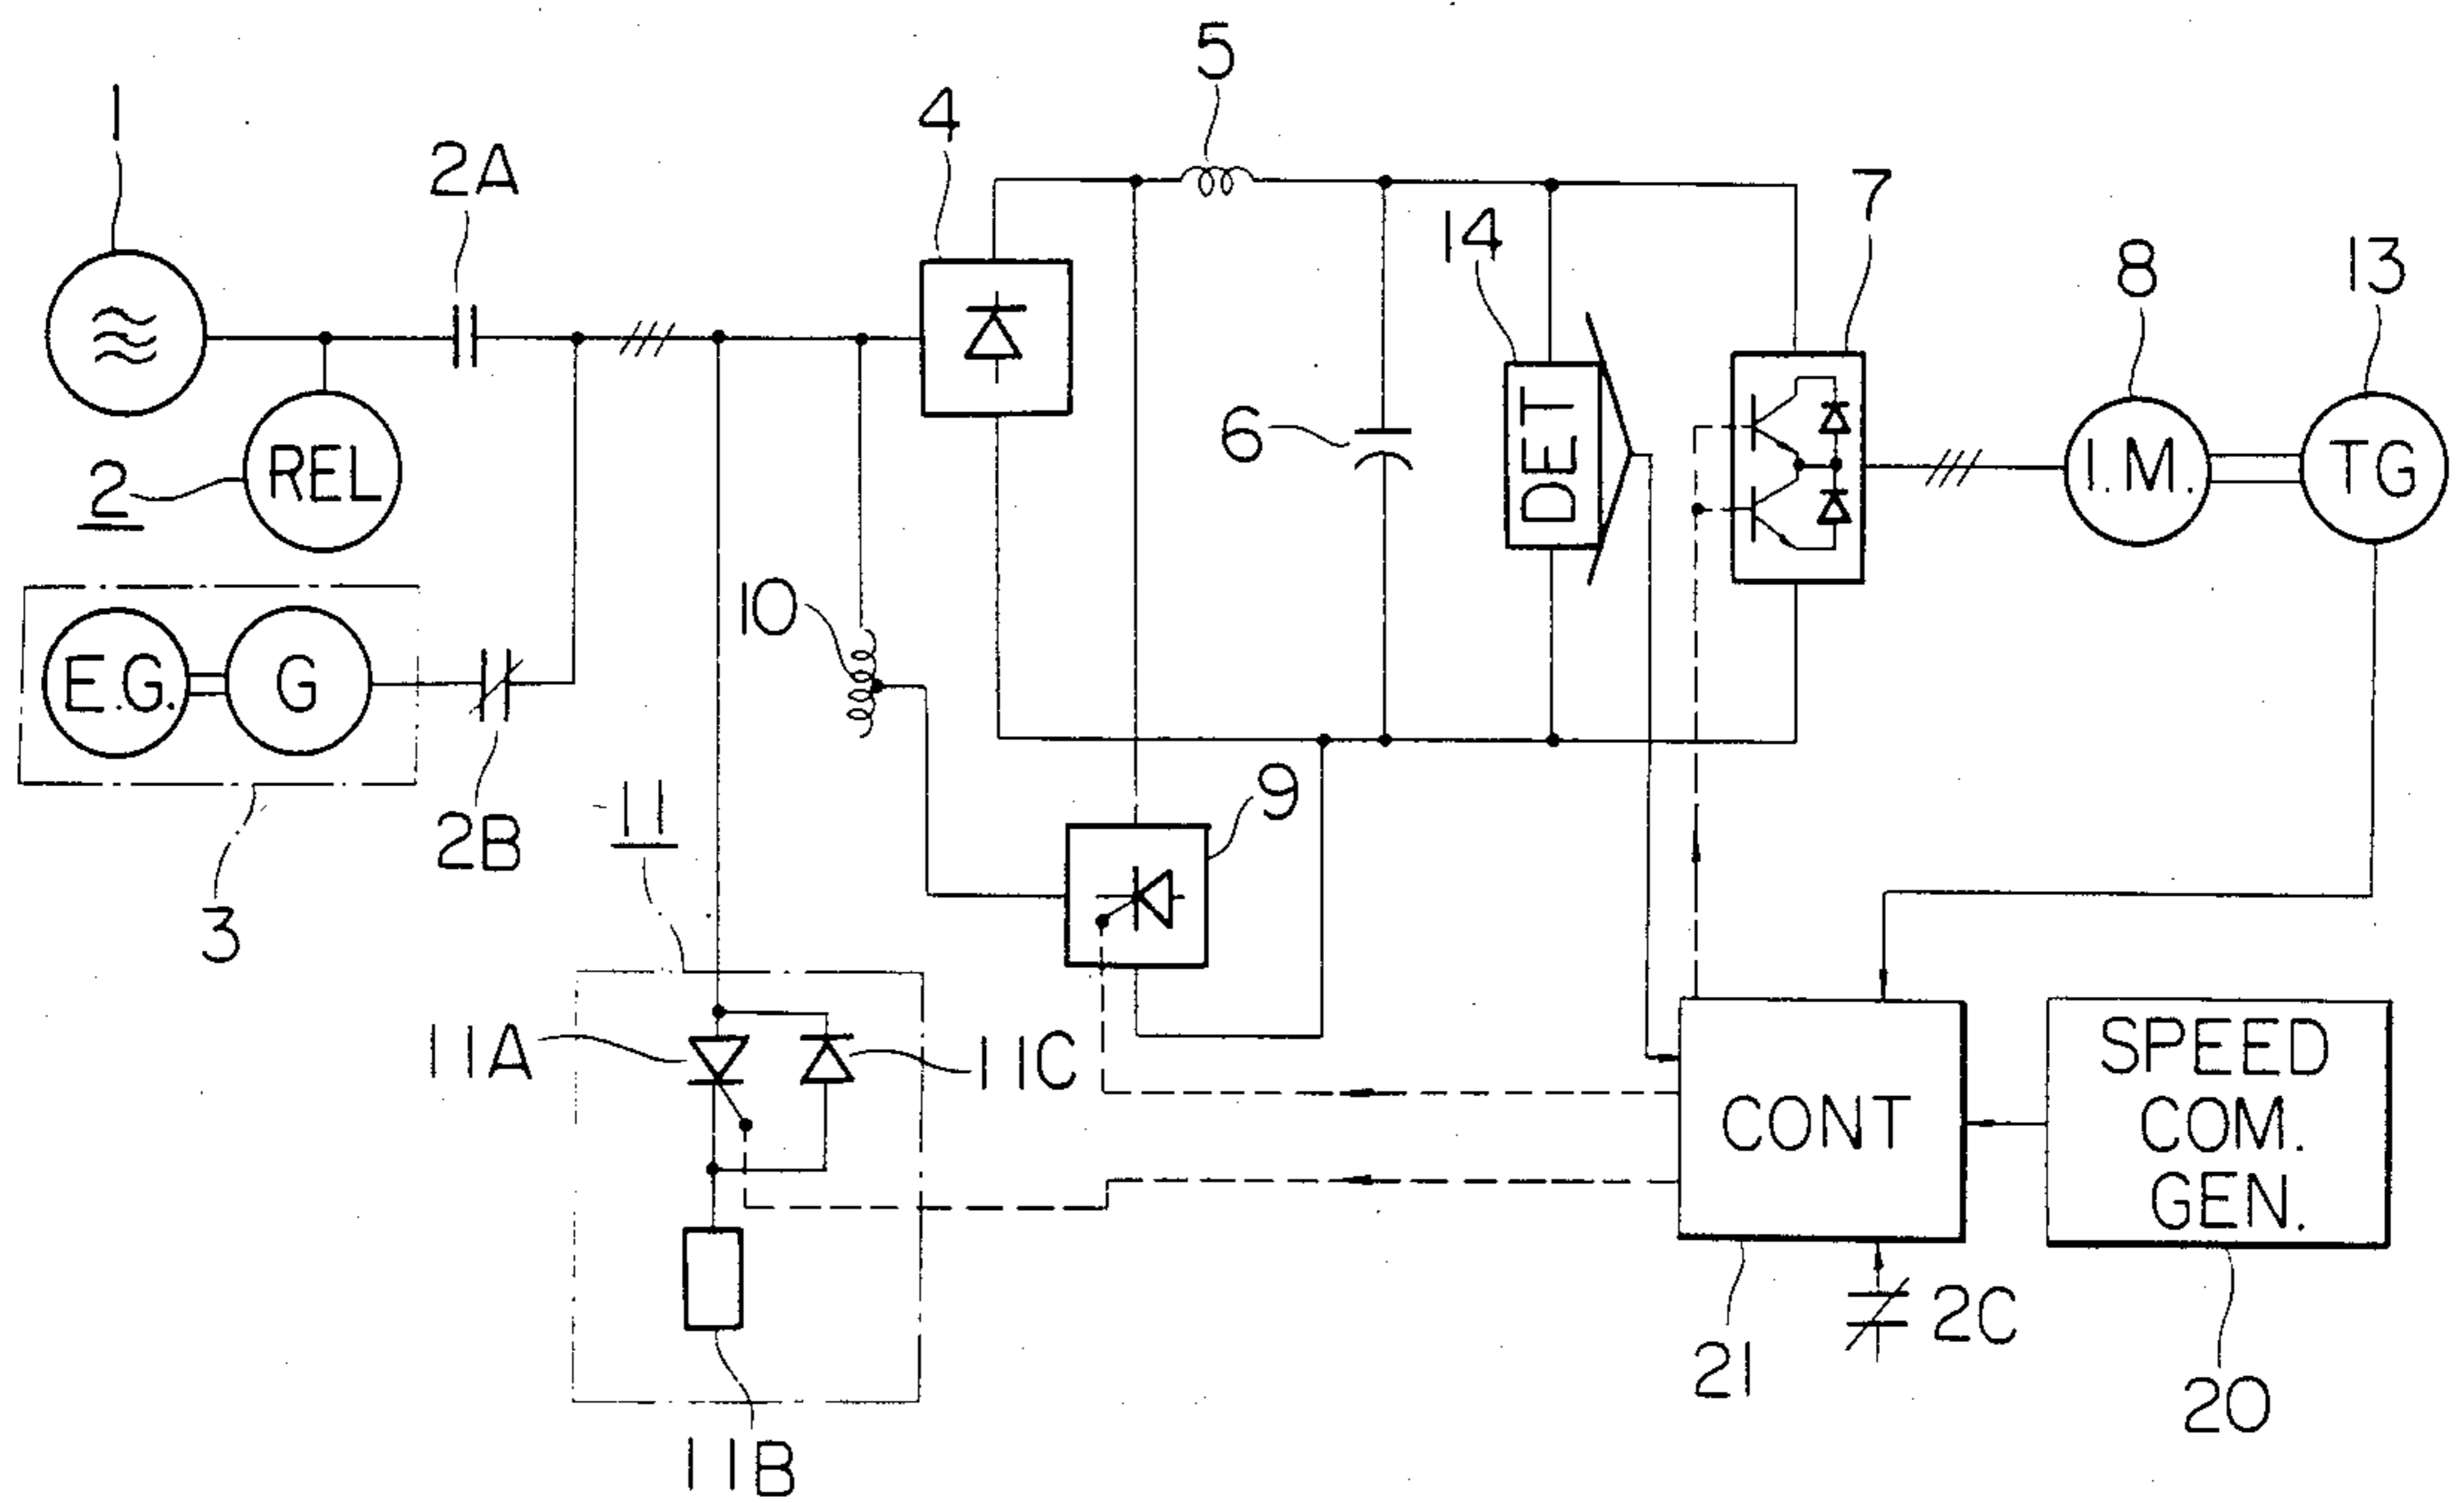 1
2A
4
5
14
7
8
13
2
REL
6
DET
I.M.
TG
E.G.
G
10
3
2B
11
9
11A
11C
CONT
SPEED
COM.
GEN.
11B
21
2C
20